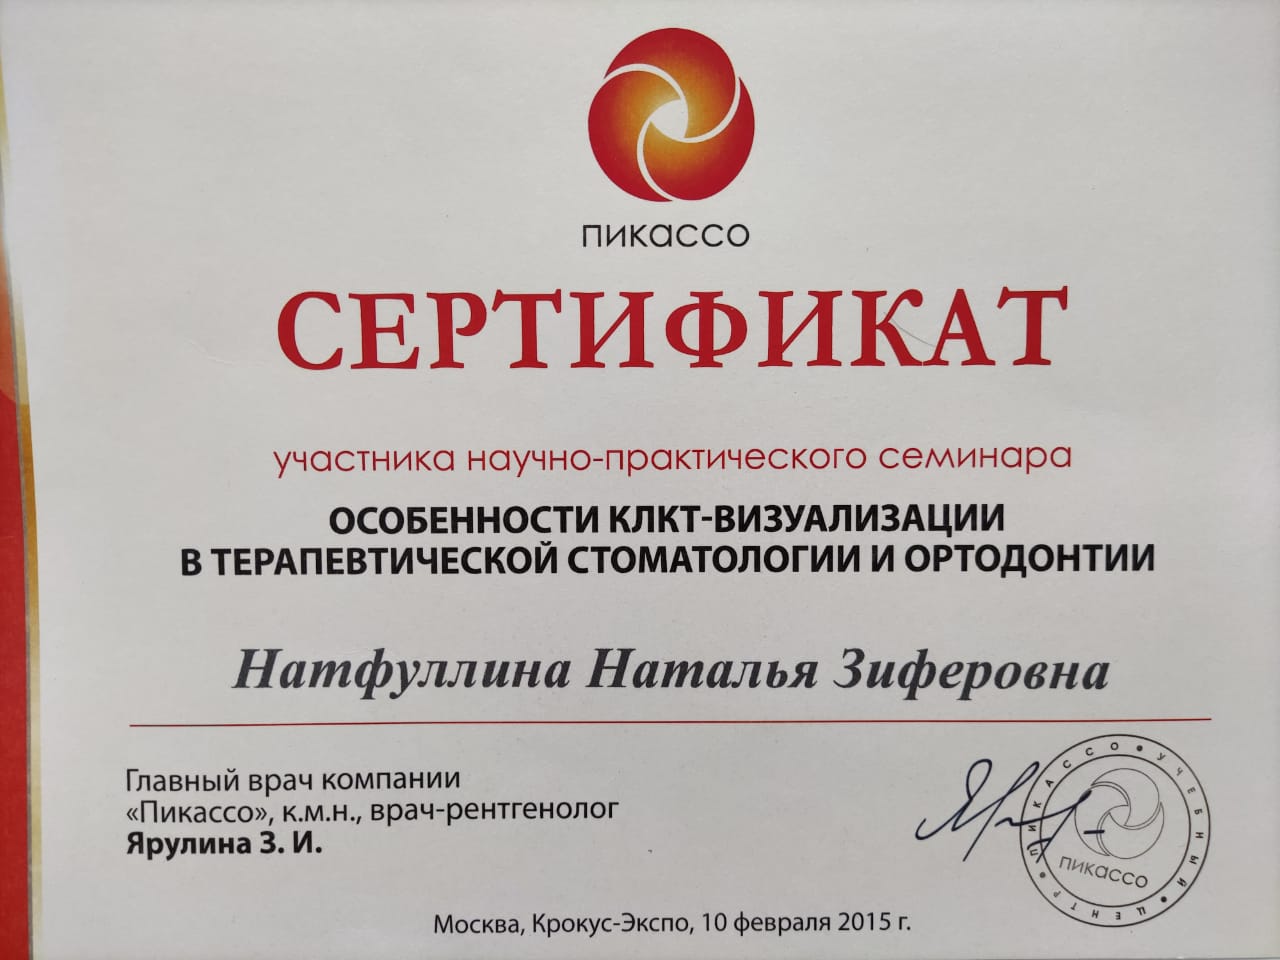 пикассо
СЕРТИФИКАТ
участника научно-практического семинара
ОСОБЕННОСТИ КЛКТ-ВИЗУАЛИЗАЦИИ
В ТЕРАПЕВТИЧЕСКОЙ СТОМАТОЛОГИИ И ОРТОДОНТИИ
Натфуллина Наталья Зиферовна
Главный врач компании
«Пикассо», к.м.н., врач-рентгенолог
Ярулина З. И.
ПИКАССО • УЧЕБНЫЙ • ЦЕНТР •
пикассо
Москва, Крокус-Экспо, 10 февраля 2015 г.